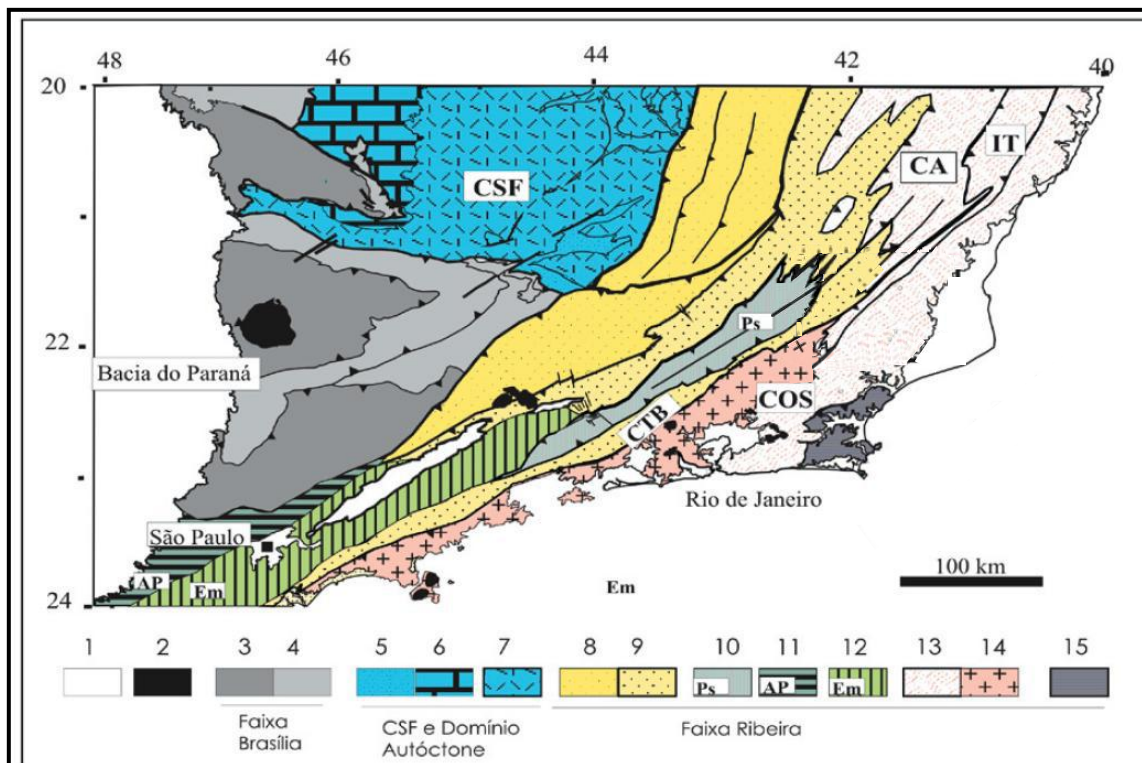 48 46 44 42 40
20
CSF
CA
IT
Ps
22
Bacia do Paraná
COS
CTB
Rio de Janeiro
São Paulo
100 km
AP
Em
Em
24
1 2 3 4 5 6 7 8 9 10 11 12 13 14 15
Ps AP Em
Faixa
Brasília
CSF e Domínio
Autóctone
Faixa Ribeira